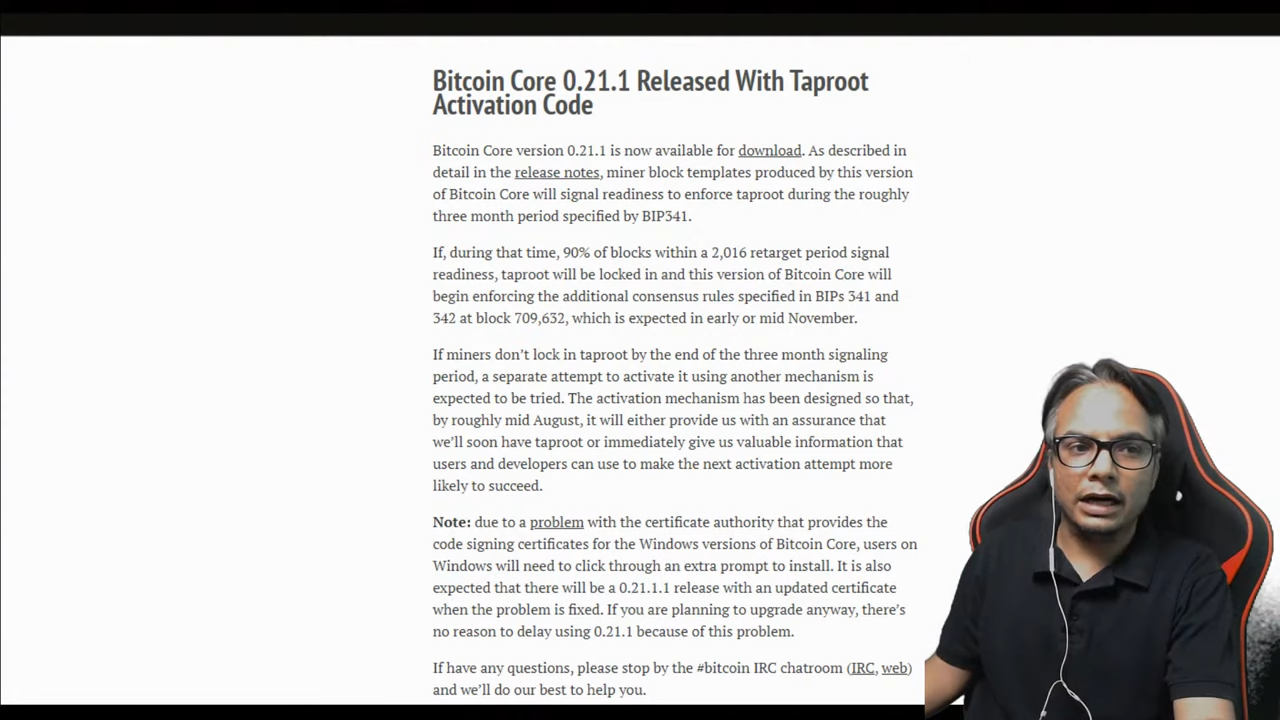 Bitcoin Core 0.21.1 Released With Taproot
Activation Code
Bitcoin Core version 0.21.1 is now available for download. As described in
detail in the release notes, miner block templates produced by this version
of Bitcoin Core will signal readiness to enforce taproot during the roughly
three month period specified by BIP341.
If, during that time, 90% of blocks within a 2,016 retarget period signal
readiness, taproot will be locked in and this version of Bitcoin Core will
begin enforcing the additional consensus rules specified in BIPs 341 and
342 at block 709,632, which is expected in early or mid November.
If miners don’t lock in taproot by the end of the three month signaling
period, a separate attempt to activate it using another mechanism is
expected to be tried. The activation mechanism has been designed so that,
by roughly mid August, it will either provide us with an assurance that
we’ll soon have taproot or immediately give us valuable information that
users and developers can use to make the next activation attempt more
likely to succeed.
Note: due to a problem with the certificate authority that provides the
code signing certificates for the Windows versions of Bitcoin Core, users on
Windows will need to click through an extra prompt to install. It is also
expected that there will be a 0.21.1.1 release with an updated certificate
when the problem is fixed. If you are planning to upgrade anyway, there’s
no reason to delay using 0.21.1 because of this problem.
If have any questions, please stop by the #bitcoin IRC chatroom (IRC, web)
and we’ll do our best to help you.